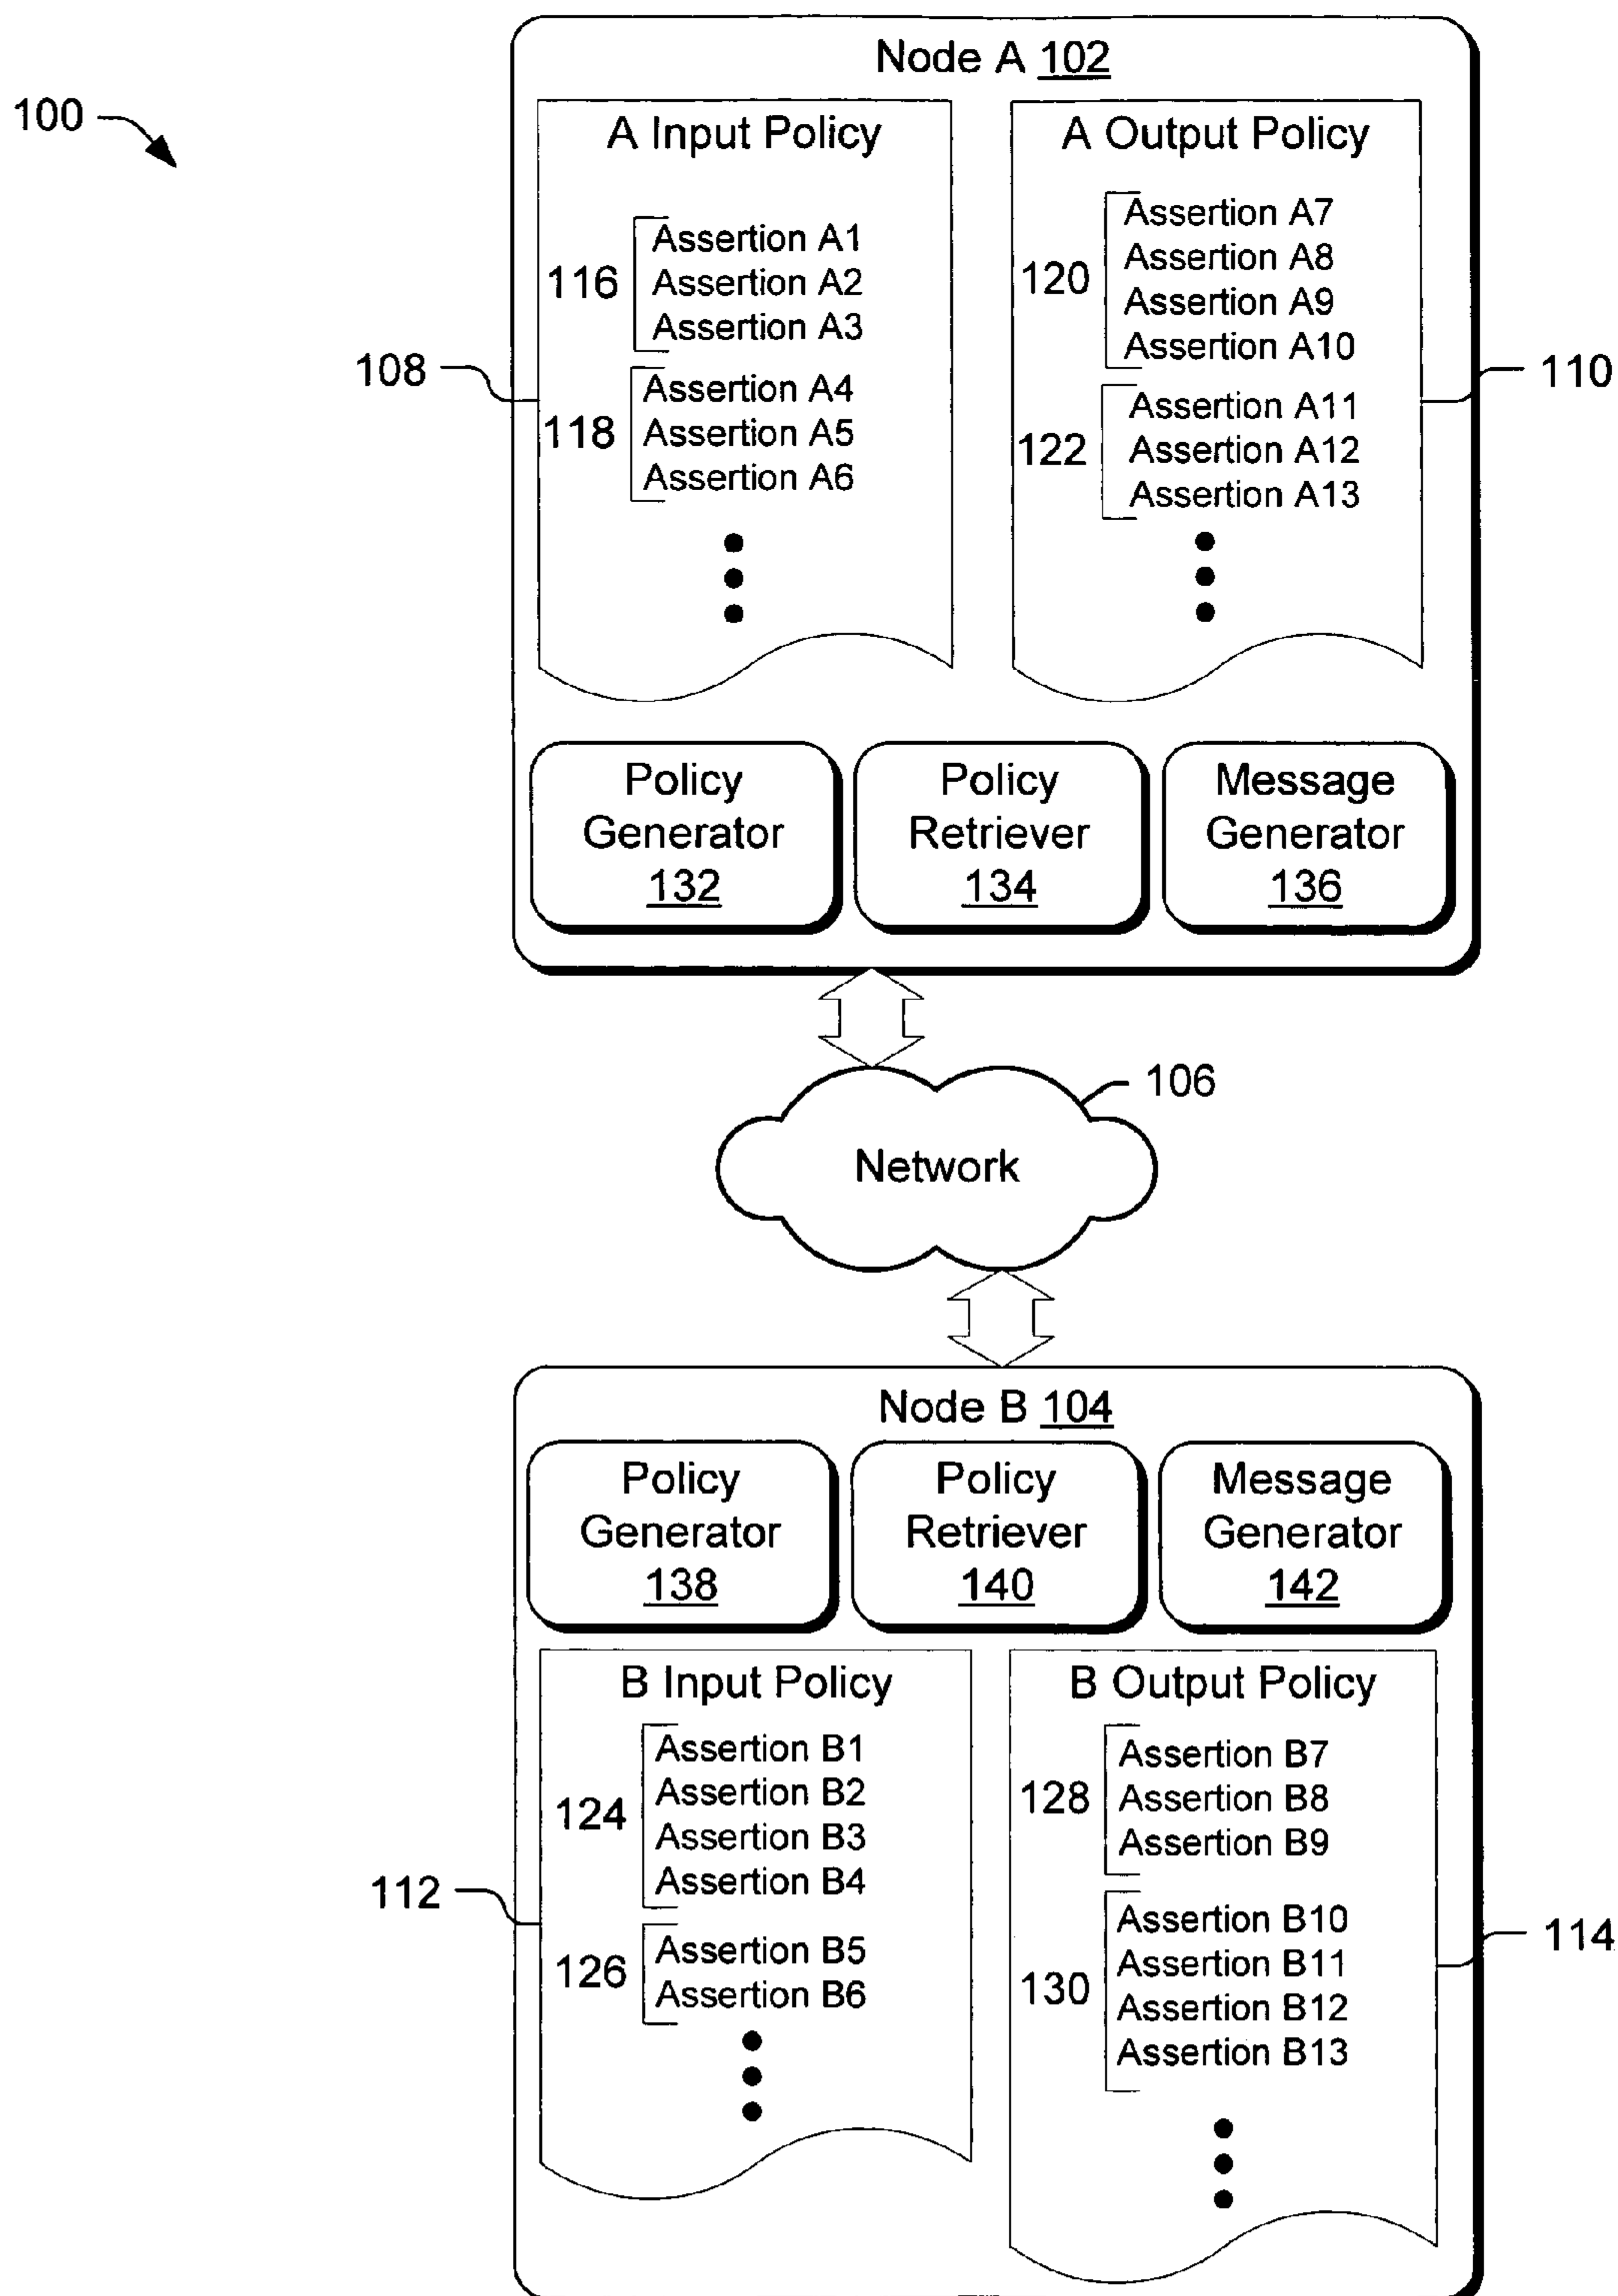 Node A 102
100
A Input Policy
A Output Policy
116
Assertion A1
Assertion A2
Assertion A3
118
Assertion A4
Assertion A5
Assertion A6
108
120
Assertion A7
Assertion A8
Assertion A9
Assertion A10
122
Assertion A11
Assertion A12
Assertion A13
110
Policy
Generator
132
Policy
Retriever
134
Message
Generator
136
106
Network
Node B 104
Policy
Generator
138
Policy
Retriever
140
Message
Generator
142
B Input Policy
B Output Policy
124
Assertion B1
Assertion B2
Assertion B3
Assertion B4
112
126
Assertion B5
Assertion B6
128
Assertion B7
Assertion B8
Assertion B9
130
Assertion B10
Assertion B11
Assertion B12
Assertion B13
114